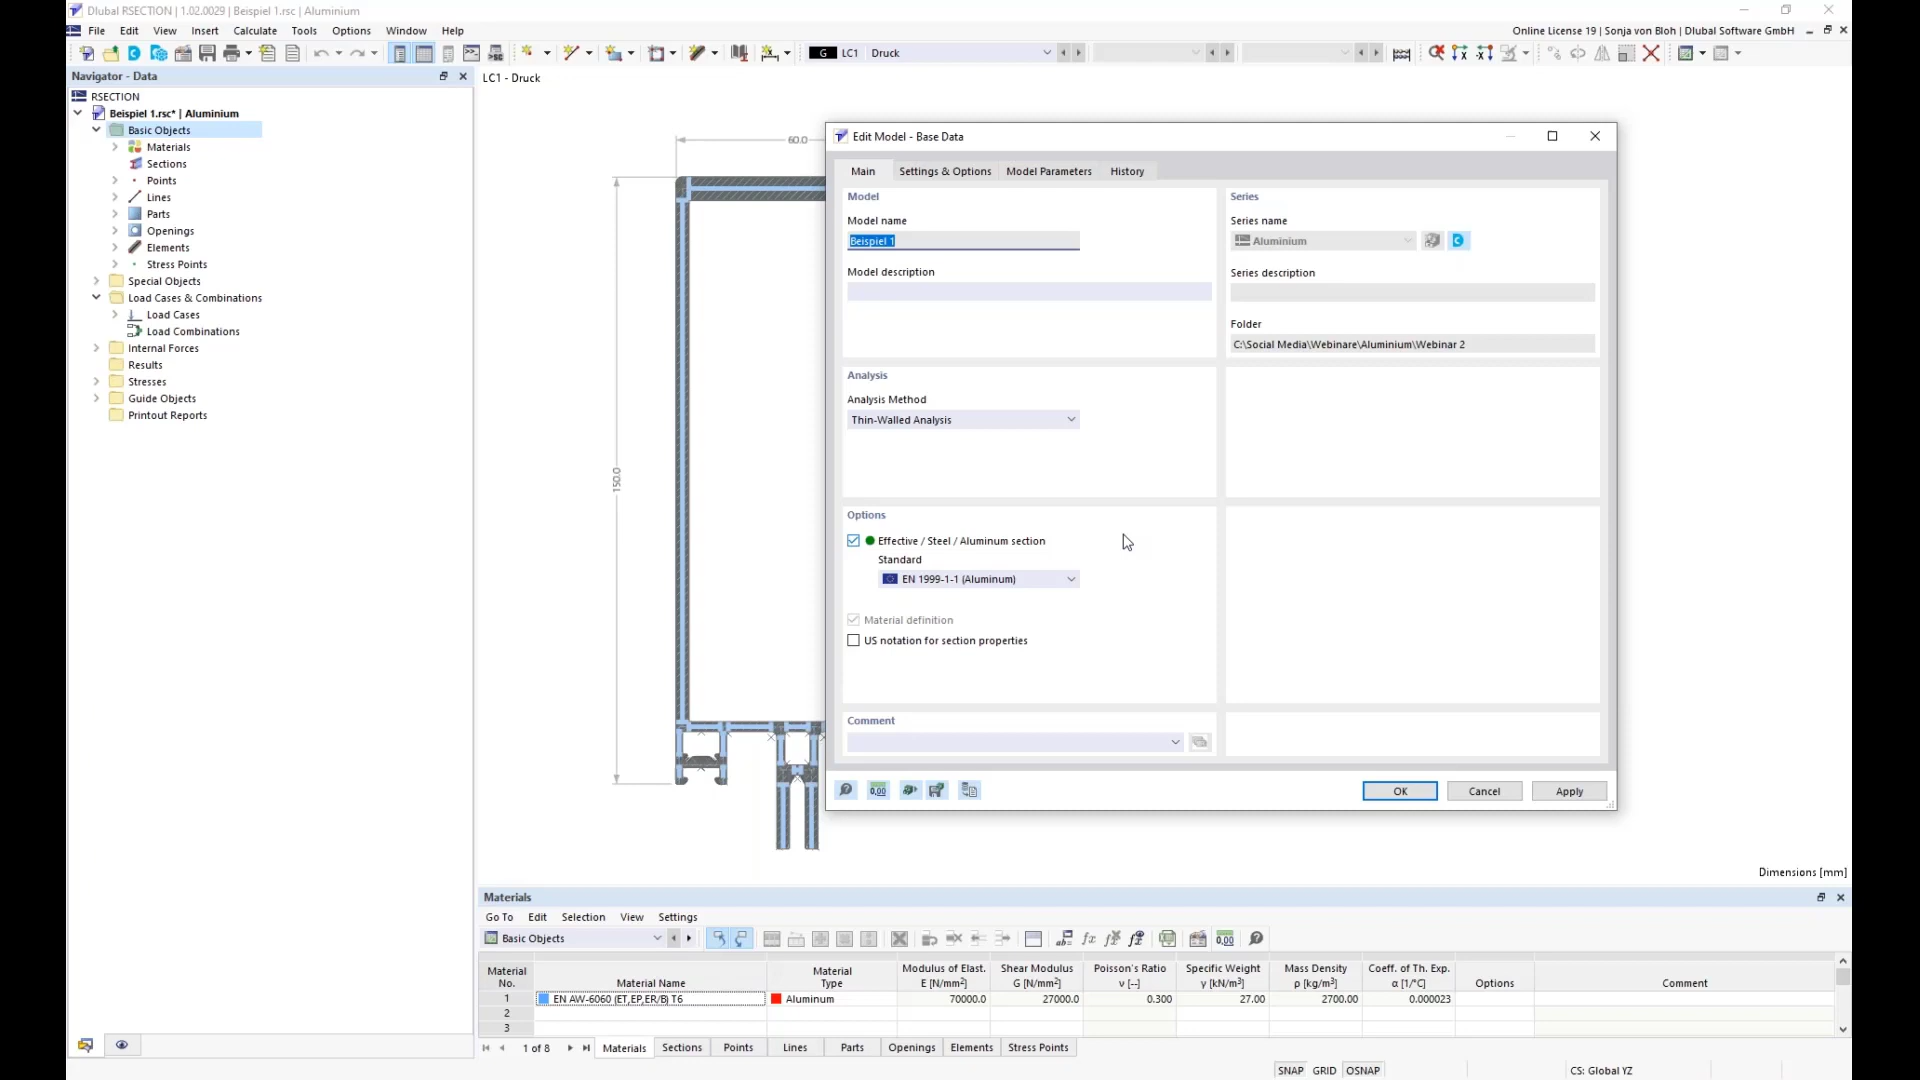 Dlubal RSECTION | 1.02.0029 | Beispiel 1.rsc | Aluminium
File Edit View Insert Calculate Tools Options Window Help
Online License 19 | Sonja von Bloh | Dlubal Software GmbH
G LC1 Druck
Navigator - Data
RSECTION
Beispiel 1.rsc* | Aluminium
Basic Objects
Materials
Sections
Points
Lines
Parts
Openings
Elements
Stress Points
Special Objects
Load Cases & Combinations
Load Cases
Load Combinations
Internal Forces
Results
Stresses
Guide Objects
Printout Reports
LC1 - Druck
60.0
150.0
Edit Model - Base Data
Main Settings & Options Model Parameters History
Model
Model name
Beispiel 1
Model description
Series
Series name
Aluminium
Series description
Folder
C:\Social Media\Webinare\Aluminium\Webinar 2
Analysis
Analysis Method
Thin-Walled Analysis
Options
Effective / Steel / Aluminum section
Standard
EN 1999-1-1 (Aluminum)
Material definition
US notation for section properties
Comment
0,00
OK Cancel Apply
Dimensions [mm]
Materials
Go To Edit Selection View Settings
Basic Objects
0,00
Material No. Material Name Material Type Modulus of Elast. E [N/mm²] Shear Modulus G [N/mm²] Poisson's Ratio ν [--] Specific Weight γ [kN/m³] Mass Density ρ [kg/m³] Coeff. of Th. Exp. α [1/°C] Options Comment
1 EN AW-6060 (ET,EP,ER/B) T6 Aluminum 70000.0 27000.0 0.300 27.00 2700.00 0.000023
2
3
1 of 8 Materials Sections Points Lines Parts Openings Elements Stress Points
SNAP GRID OSNAP CS: Global YZ